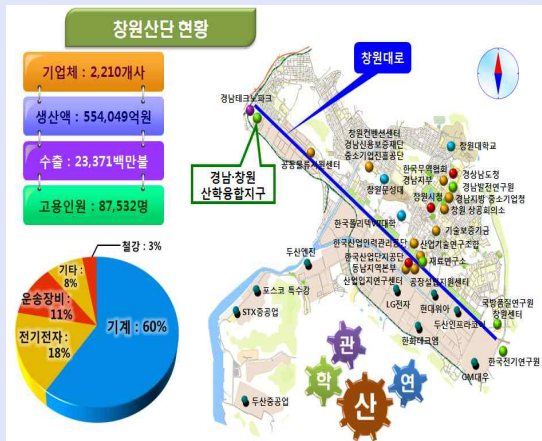 창원산단 현황
기업체 : 2,210개사
생산액 : 554,049억원
수출 : 23,371백만불
고용인원 : 87,532명
철강 : 3%
기타 : 8%
운송장비 : 11%
전기전자 : 18%
기계 : 60%
창원대로
경남테크노파크
경남·창원
산학융합지구
공동물류지원센터
창원컨벤션센터
경남신용보증재단
중소기업진흥공단
창원문성대
창원대학교
한국무역협회
경남지부
경상남도청
경남발전연구원
창원시청
경남지방 중소기업청
창원 상공회의소
한국폴리텍VII대학
기술보증기금
한국산업인력관리공단
산업기술연구조합
한국산업단지공단
동남지역본부
재료연구소
산업입지연구센터
공장설립지원센터
국방품질연구원
창원센터
두산엔진
포스코 특수강
STX중공업
LG전자
현대위아
두산인프라코어
한화테크엠
한국전기연구원
GM대우
두산중공업
관
학
산
연